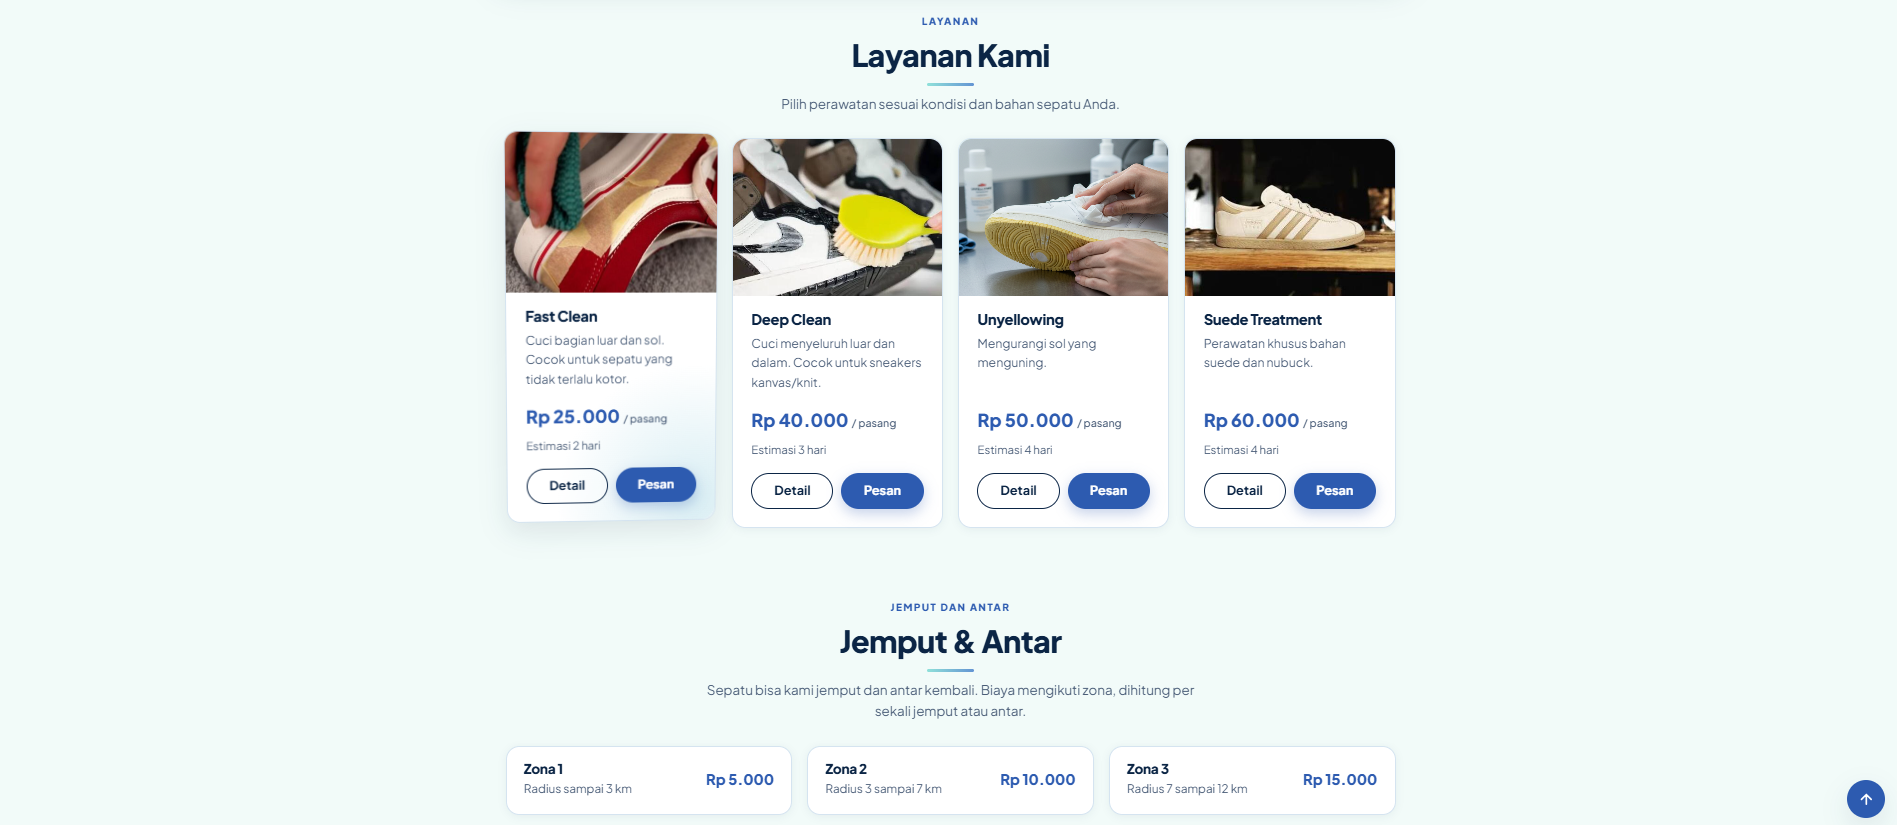 LAYANAN
Layanan Kami
Pilih perawatan sesuai kondisi dan bahan sepatu Anda.
Fast Clean
Cuci bagian luar dan sol.
Cocok untuk sepatu yang
tidak terlalu kotor.
Rp 25.000 / pasang
Estimasi 2 hari
Detail
Pesan
Deep Clean
Cuci menyeluruh luar dan
dalam. Cocok untuk sneakers
kanvas/knit.
Rp 40.000 / pasang
Estimasi 3 hari
Detail
Pesan
Unyellowing
Mengurangi sol yang
menguning.
Rp 50.000 / pasang
Estimasi 4 hari
Detail
Pesan
Suede Treatment
Perawatan khusus bahan
suede dan nubuck.
Rp 60.000 / pasang
Estimasi 4 hari
Detail
Pesan
JEMPUT DAN ANTAR
Jemput & Antar
Sepatu bisa kami jemput dan antar kembali. Biaya mengikuti zona, dihitung per
sekali jemput atau antar.
Zona 1
Radius sampai 3 km
Rp 5.000
Zona 2
Radius 3 sampai 7 km
Rp 10.000
Zona 3
Radius 7 sampai 12 km
Rp 15.000